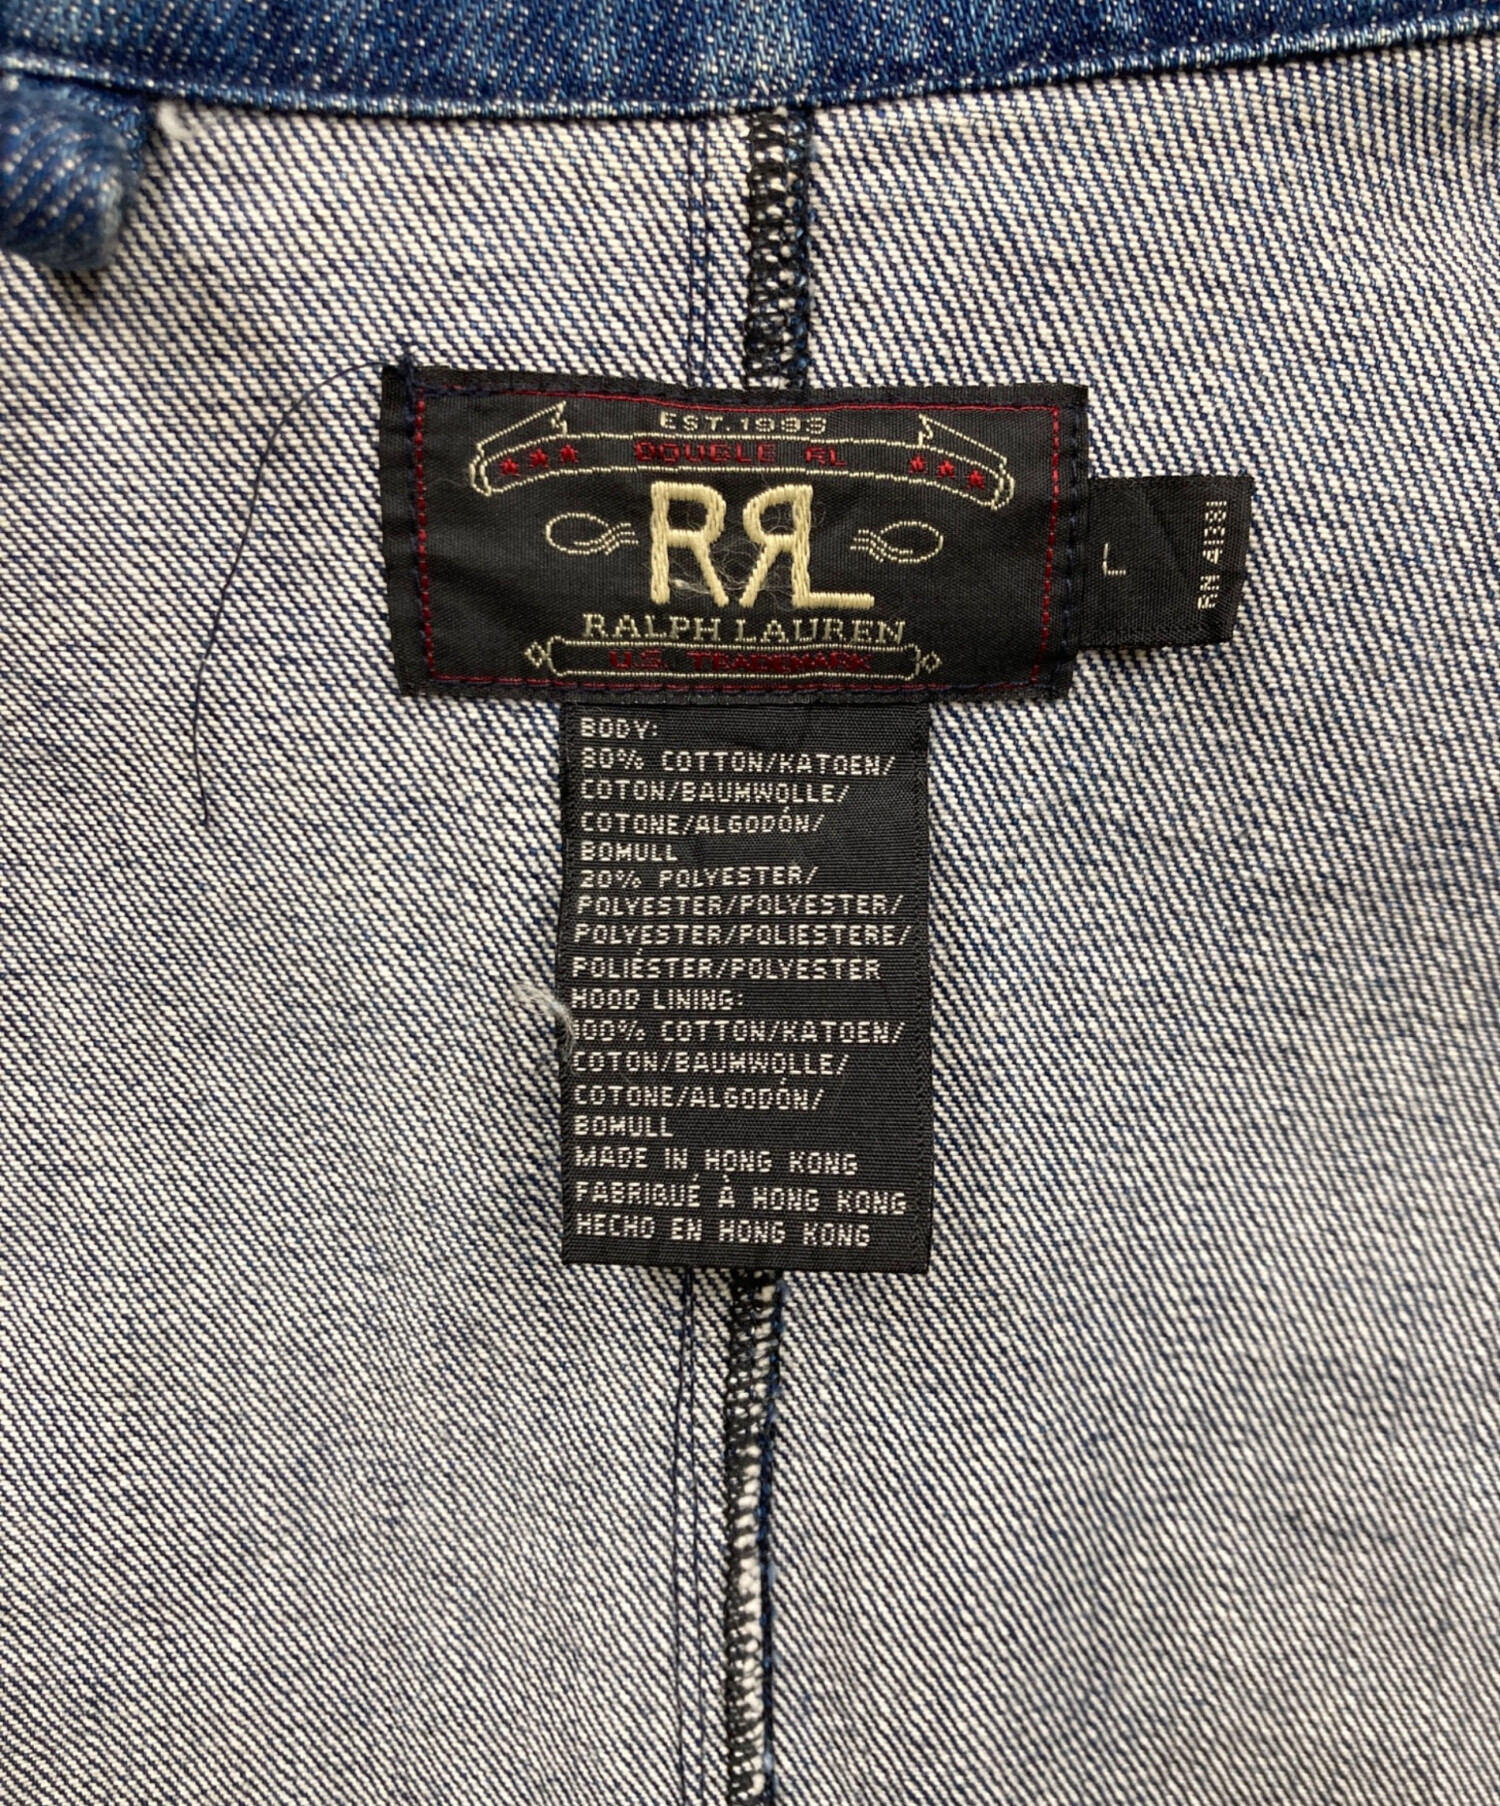 EST. 1993
DOUBLE RL
RRL
RALPH LAUREN
U.S. TRADEMARK
L
RN 41381
BODY:
80% COTTON/KATOEN/
COTON/BAUMWOLLE/
COTONE/ALGODÓN/
BOMULL
20% POLYESTER/
POLYESTER/POLYESTER/
POLYESTER/POLIESTERE/
POLIÉSTER/POLYESTER
HOOD LINING:
100% COTTON/KATOEN/
COTON/BAUMWOLLE/
COTONE/ALGODÓN/
BOMULL
MADE IN HONG KONG
FABRIQUÉ À HONG KONG
HECHO EN HONG KONG